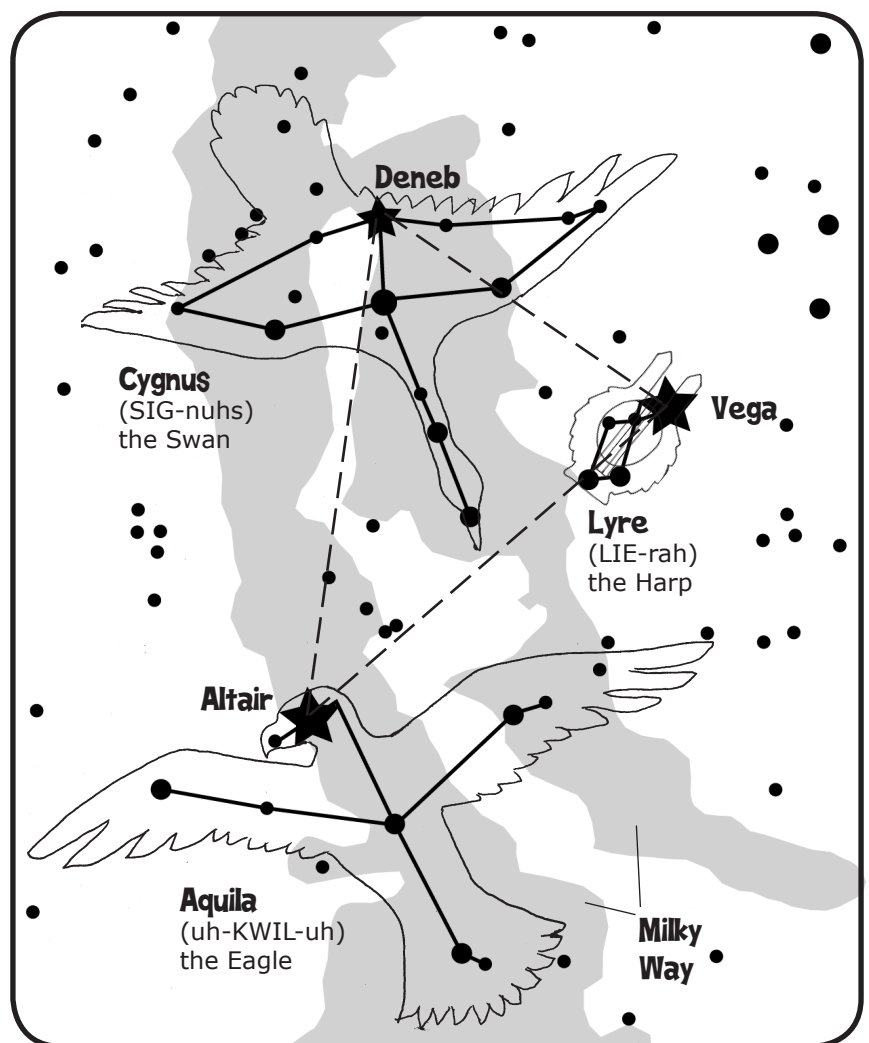 Deneb
Cygnus
(SIG-nuhs)
the Swan
Vega
Lyre
(LIE-rah)
the Harp
Altair
Aquila
(uh-KWIL-uh)
the Eagle
Milky
Way